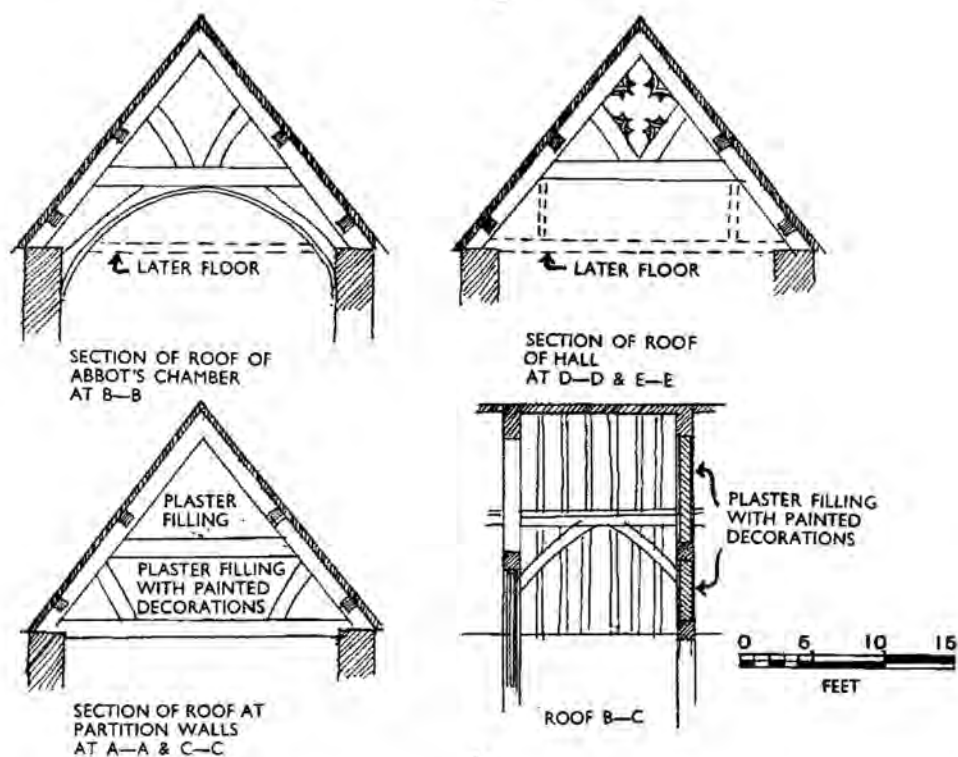 LATER FLOOR
SECTION OF ROOF OF
ABBOT'S CHAMBER
AT B—B
LATER FLOOR
SECTION OF ROOF
OF HALL
AT D—D & E—E
PLASTER
FILLING
PLASTER FILLING
WITH PAINTED
DECORATIONS
SECTION OF ROOF AT
PARTITION WALLS
AT A—A & C—C
PLASTER FILLING
WITH PAINTED
DECORATIONS
ROOF B—C
0 5 10 15
FEET